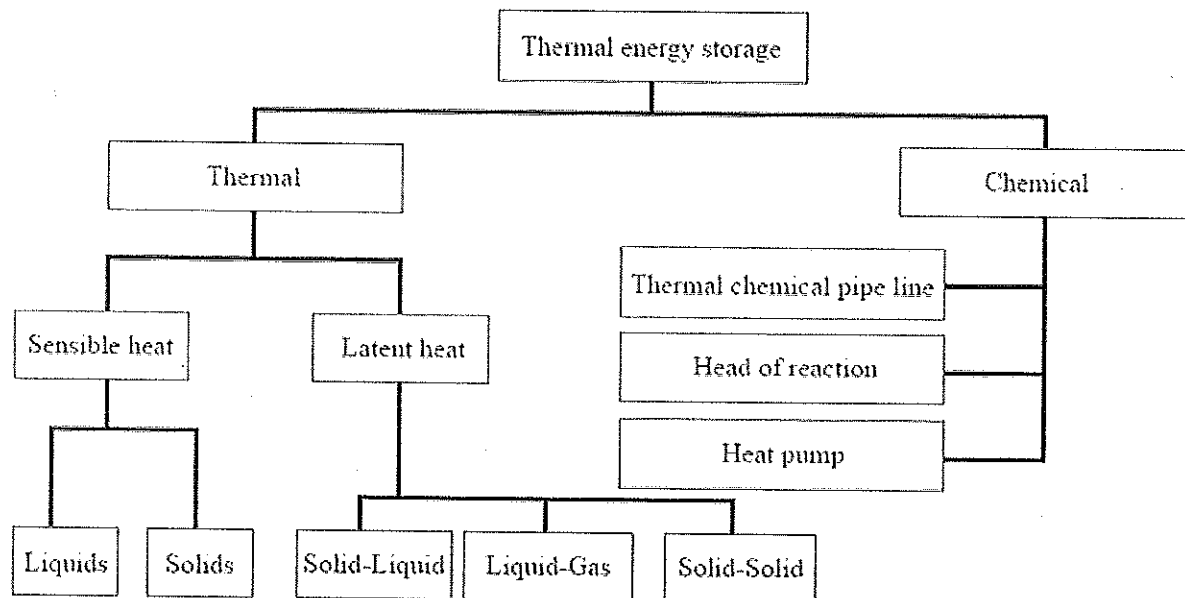 Thermal energy storage
Thermal
Chemical
Thermal chemical pipe line
Sensible heat
Latent heat
Head of reaction
Heat pump
Liquids
Solids
Solid-Liquid
Liquid-Gas
Solid-Solid